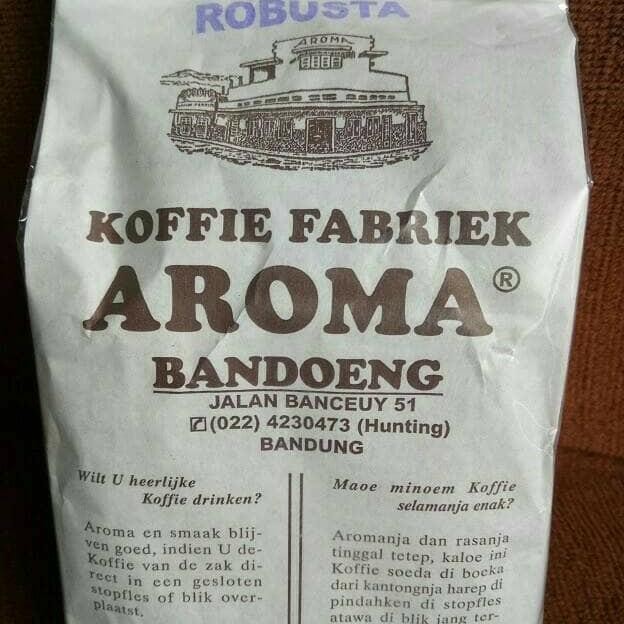 ROBUSTA
AROMA
KOFFIE FABRIEK
AROMA®
BANDOENG
JALAN BANCEUY 51
(022) 4230473 (Hunting)
BANDUNG
Wilt U heerlijke
Koffie drinken?
Aroma en smaak blij-
ven goed, indien U de-
Koffie van de zak di-
rect in een gesloten
stopfles of blik over-
plaatst.
Maoe minoem Koffie
selamanja enak?
Aromanja dan rasanja
tinggal tetep, kaloe ini
Koffie soeda di boeka
dari kantongnja harep di
pindahken di stopfles
atawa di blik jang ter-